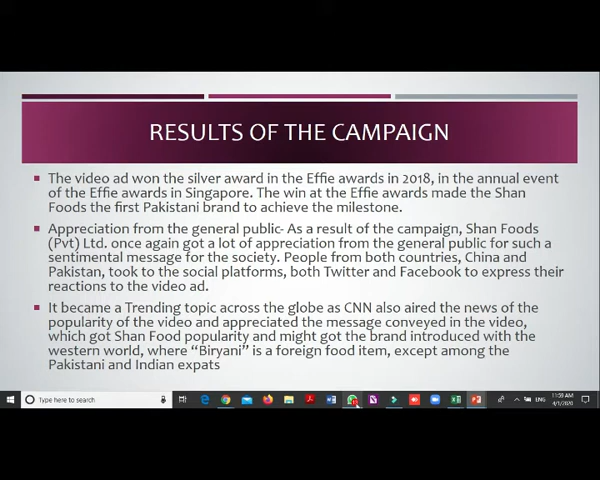 RESULTS OF THE CAMPAIGN
The video ad won the silver award in the Effie awards in 2018, in the annual event
of the Effie awards in Singapore. The win at the Effie awards made the Shan
Foods the first Pakistani brand to achieve the milestone.
Appreciation from the general public- As a result of the campaign, Shan Foods
(Pvt) Ltd. once again got a lot of appreciation from the general public for such a
sentimental message for the society. People from both countries, China and
Pakistan, took to the social platforms, both Twitter and Facebook to express their
reactions to the video ad.
It became a Trending topic across the globe as CNN also aired the news of the
popularity of the video and appreciated the message conveyed in the video,
which got Shan Food popularity and might got the brand introduced with the
western world, where “Biryani” is a foreign food item, except among the
Pakistani and Indian expats
Type here to search
ENG
11:55 AM
4/1/2020